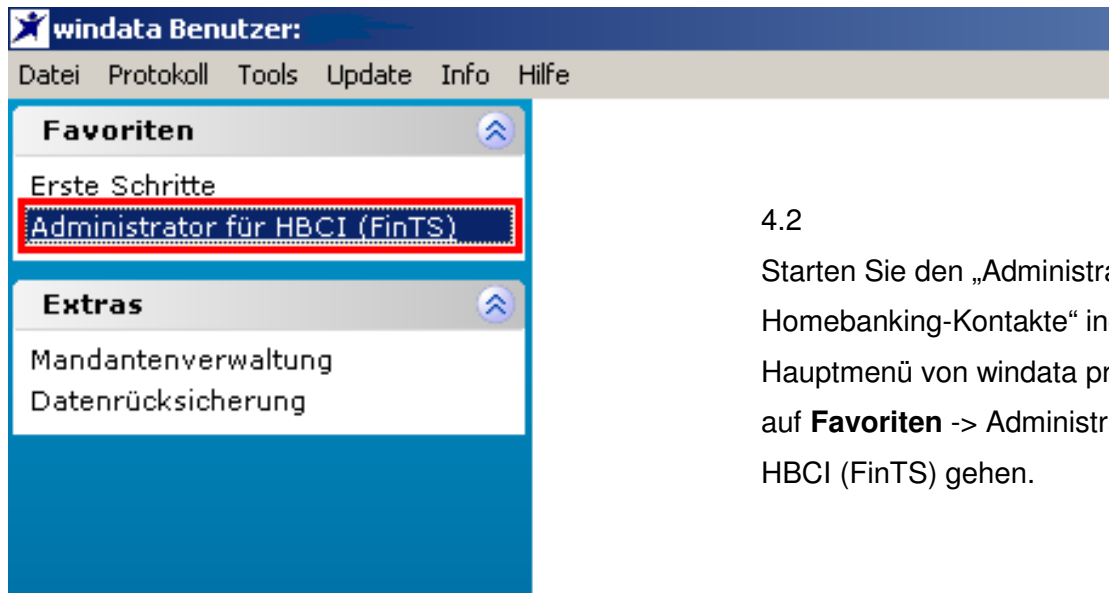 windata Benutzer:
Datei Protokoll Tools Update Info Hilfe
Favoriten
Erste Schritte
Administrator für HBCI (FinTS)
Extras
Mandantenverwaltung
Datenrücksicherung
4.2
Starten Sie den „Administra
Homebanking-Kontakte“ in
Hauptmenü von windata pr
auf Favoriten -> Administr
HBCI (FinTS) gehen.